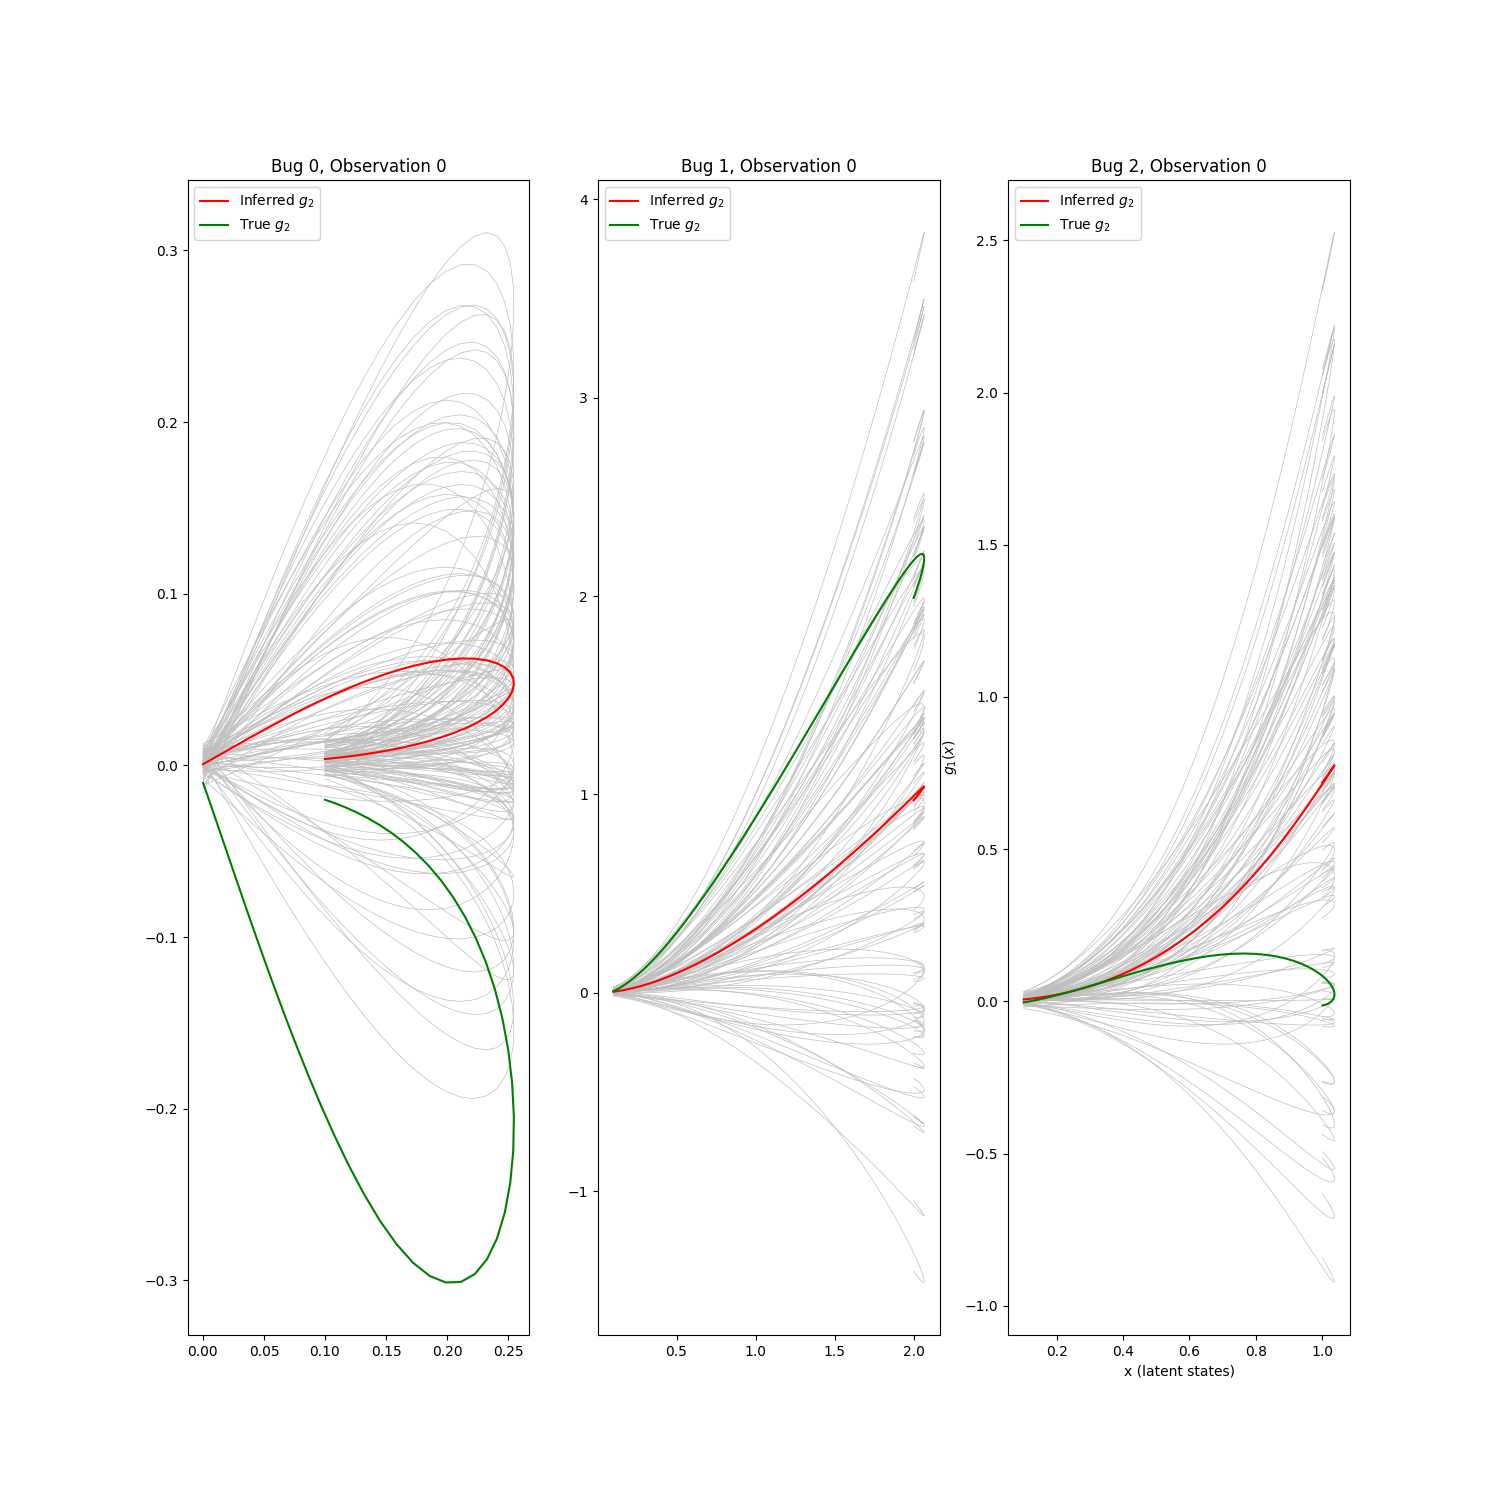 Bug 0, Observation 0
Inferred g₂
True g₂
0.3
0.2
0.1
0.0
−0.1
−0.2
−0.3
0.00 0.05 0.10 0.15 0.20 0.25
Bug 1, Observation 0
Inferred g₂
True g₂
4
3
2
1
0
−1
0.5 1.0 1.5 2.0
Bug 2, Observation 0
Inferred g₂
True g₂
g₁(x)
2.5
2.0
1.5
1.0
0.5
0.0
−0.5
−1.0
0.2 0.4 0.6 0.8 1.0
x (latent states)